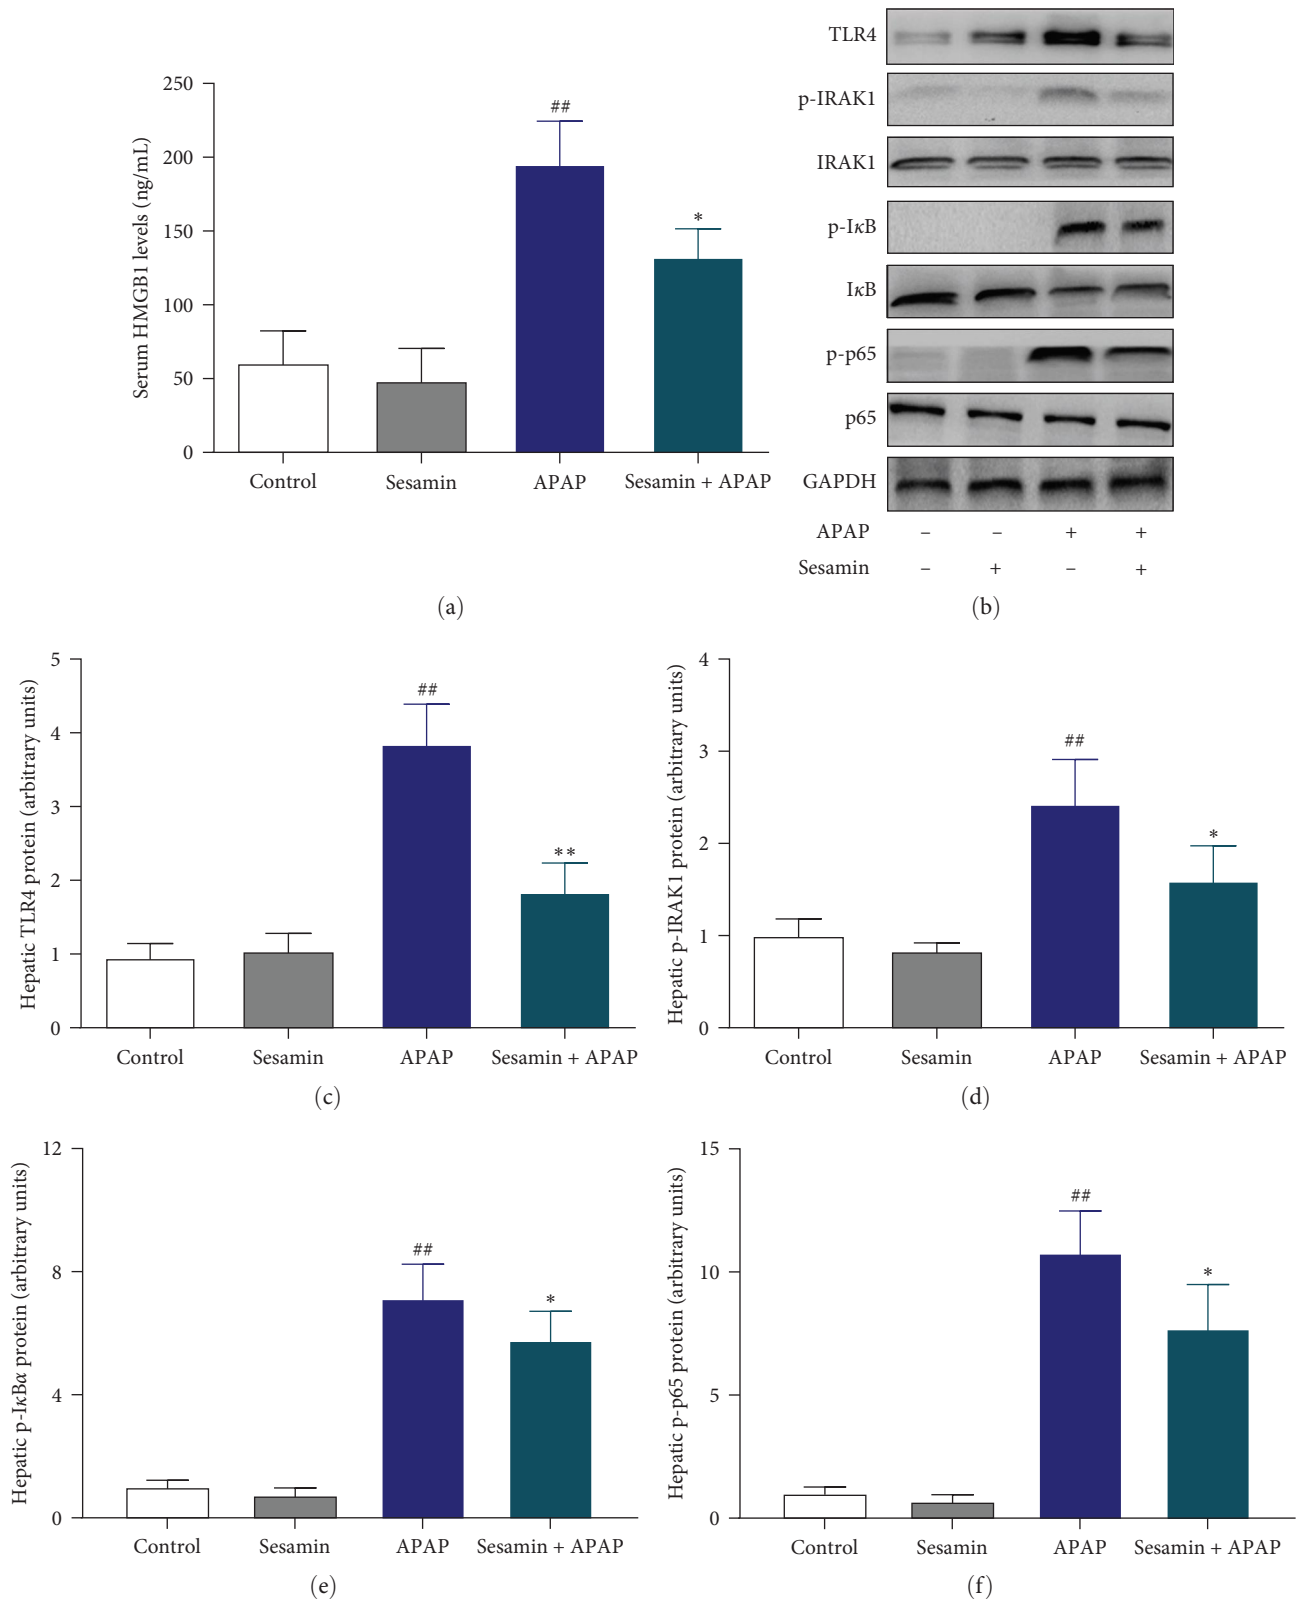 250
200
150
100
50
0
Serum HMGB1 levels (ng/mL)
##
*
Control Sesamin APAP Sesamin + APAP
(a)
TLR4
p-IRAK1
IRAK1
p-IκB
IκB
p-p65
p65
GAPDH
APAP – – + +
Sesamin – + – +
(b)
5
4
3
2
1
0
Hepatic TLR4 protein (arbitrary units)
##
**
Control Sesamin APAP Sesamin + APAP
(c)
4
3
2
1
0
Hepatic p-IRAK1 protein (arbitrary units)
##
*
Control Sesamin APAP Sesamin + APAP
(d)
12
8
4
0
Hepatic p-IκBα protein (arbitrary units)
##
*
Control Sesamin APAP Sesamin + APAP
(e)
15
10
5
0
Hepatic p-p65 protein (arbitrary units)
##
*
Control Sesamin APAP Sesamin + APAP
(f)